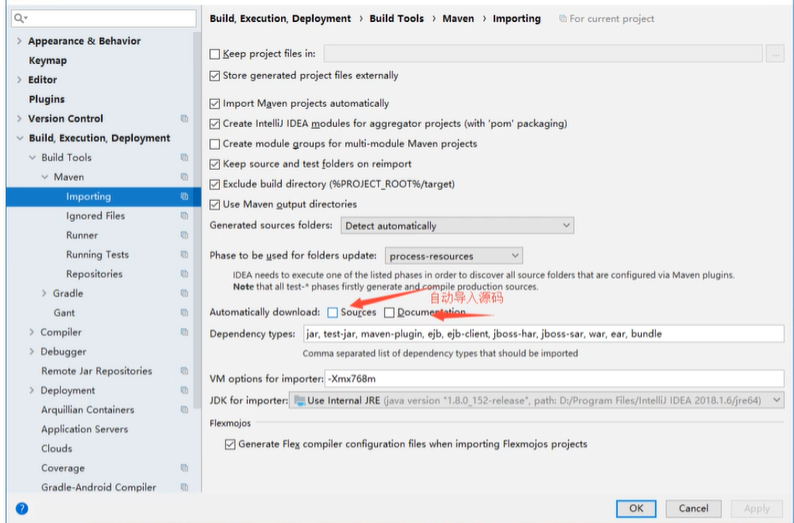 Build, Execution, Deployment › Build Tools › Maven › Importing For current project
Appearance & Behavior
Keymap
Editor
Plugins
Version Control
Build, Execution, Deployment
Build Tools
Maven
Importing
Ignored Files
Runner
Running Tests
Repositories
Gradle
Gant
Compiler
Debugger
Remote Jar Repositories
Deployment
Arquillian Containers
Application Servers
Clouds
Coverage
Gradle-Android Compiler
Keep project files in: ...
Store generated project files externally
Import Maven projects automatically
Create IntelliJ IDEA modules for aggregator projects (with 'pom' packaging)
Create module groups for multi-module Maven projects
Keep source and test folders on reimport
Exclude build directory (%PROJECT_ROOT%/target)
Use Maven output directories
Generated sources folders: Detect automatically
Phase to be used for folders update: process-resources
IDEA needs to execute one of the listed phases in order to discover all source folders that are configured via Maven plugins.
Note that all test-* phases firstly generate and compile production sources.
自动导入源码
Automatically download: Sources Documentation
Dependency types: jar, test-jar, maven-plugin, ejb, ejb-client, jboss-har, jboss-sar, war, ear, bundle
Comma separated list of dependency types that should be imported
VM options for importer: -Xmx768m
JDK for importer: Use Internal JRE (java version "1.8.0_152-release", path: D:/Program Files/IntelliJ IDEA 2018.1.6/jre64)
Flexmojos
Generate Flex compiler configuration files when importing Flexmojos projects
?
OK Cancel Apply